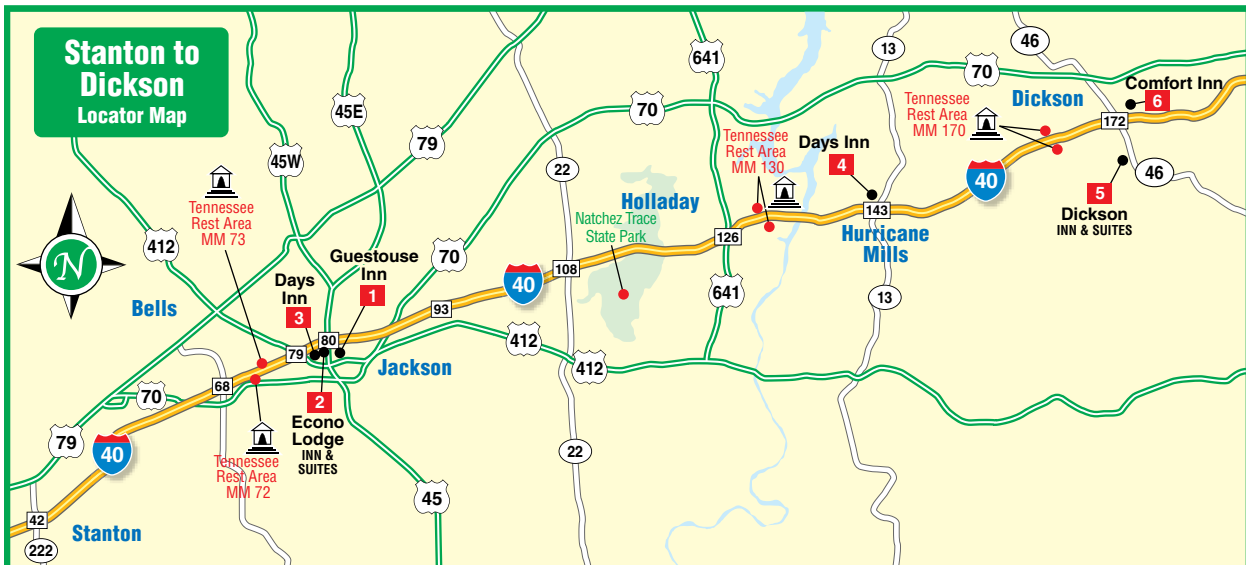 Stanton to
Dickson
Locator Map
N
45E
45W
79
412
Tennessee
Rest Area
MM 73
Bells
Days
Inn
3
Guestouse
Inn
1
70
80
79
93
40
Jackson
68
70
79
40
2
Econo
Lodge
INN &
SUITES
Tennessee
Rest Area
MM 72
Stanton
42
222
45
22
70
108
412
412
22
641
Holladay
Natchez Trace
State Park
Tennessee
Rest Area
MM 130
126
641
Days Inn
4
13
143
Hurricane
Mills
13
70
46
Tennessee
Rest Area
MM 170
Dickson
Comfort Inn
6
172
40
5
Dickson
INN & SUITES
46